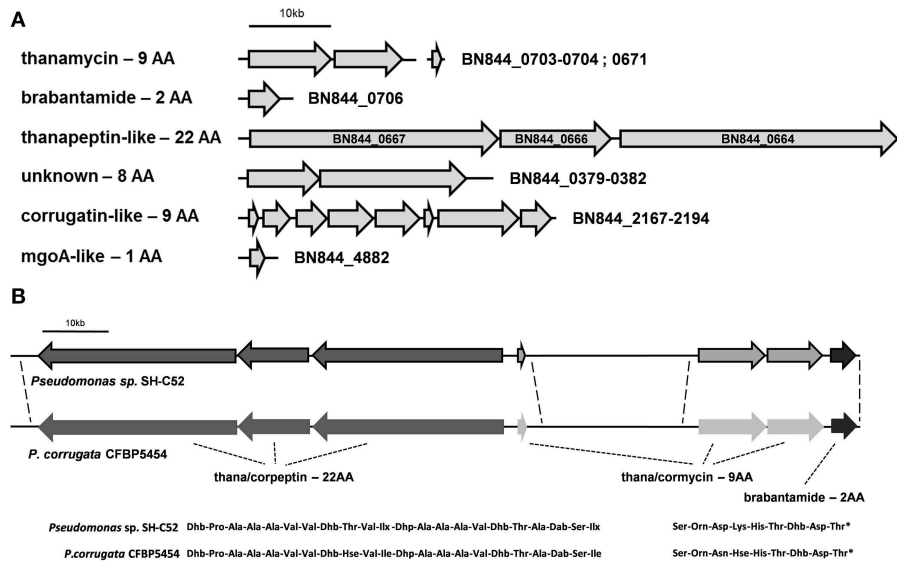 A
10kb
thanamycin – 9 AA
BN844_0703-0704 ; 0671
brabantamide – 2 AA
BN844_0706
thanapeptin-like – 22 AA
BN844_0667
BN844_0666
BN844_0664
unknown – 8 AA
BN844_0379-0382
corrugatin-like – 9 AA
BN844_2167-2194
mgoA-like – 1 AA
BN844_4882
B
10kb
Pseudomonas sp. SH-C52
P. corrugata CFBP5454
thana/corpeptin – 22AA
thana/cormycin – 9AA
brabantamide – 2AA
Pseudomonas sp. SH-C52 Dhb-Pro-Ala-Ala-Ala-Val-Val-Dhb-Thr-Val-Ilx-Dhp-Ala-Ala-Ala-Val-Dhb-Thr-Ala-Dab-Ser-Ilx Ser-Orn-Asp-Lys-His-Thr-Dhb-Asp-Thr*
P.corrugata CFBP5454 Dhb-Pro-Ala-Ala-Ala-Val-Val-Dhb-Hse-Val-Ile-Dhp-Ala-Ala-Ala-Val-Dhb-Thr-Ala-Dab-Ser-Ile Ser-Orn-Asn-Hse-His-Thr-Dhb-Asp-Thr*